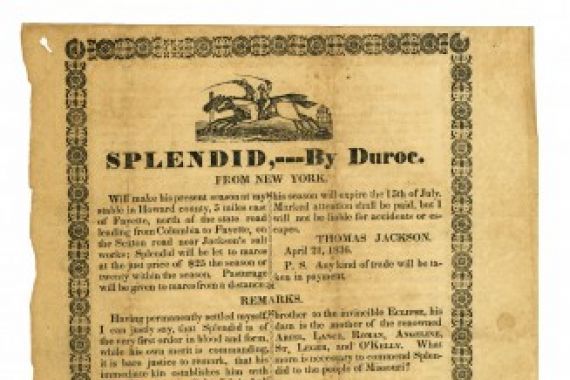 SPLENDID,---By Duroc.
FROM NEW YORK.
Will make his present season at my
stable in Howard county, 5 miles east
of Fayette, north of the state road
leading from Columbia to Fayette, on
the road near Jackson's salt
works; Splendid will be let to mares
at the just price of $25 the season or
twenty within the season. Pasturage
will be given to mares from a distance
his season will expire the 15th of July.
Marked attention shall be paid, but I
will not be liable for accidents or es-
capes.
THOMAS JACKSON.
April 21, 1836.
P. S. Any kind of trade will be ta-
ken in payment.
REMARKS.
Having permanently settled myself,
I can justly say, that Splendid is of
the very first order in blood and form,
while his own merit is commanding,
it is bare justice to remark, that his
immediate kin establishes him with
brother to the invincible ECLIPSE, his
dam is the mother of the renowned
ARIEL, LANCE, ROMAN, ANGELINE,
ST. LEGER, and O'KELLY. What
more is necessary to commend Splen-
did to the people of Missouri?